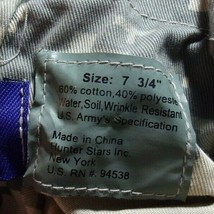 Size: 7 3/4"
60% cotton, 40% polyester
Water, Soil, Wrinkle Resistant
U.S. Army's Specification
Made in China
Hunter Stars Inc
New York
U.S. RN #: 94538